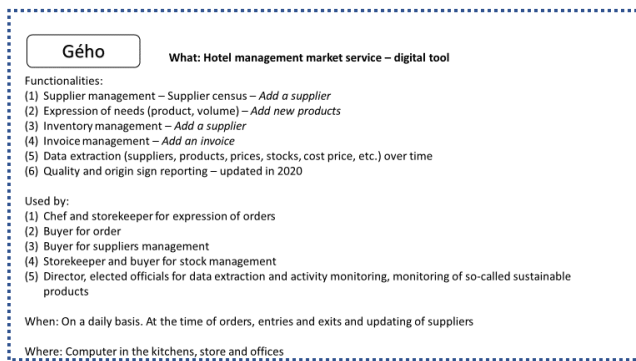 Gého
What: Hotel management market service – digital tool
Functionalities:
(1) Supplier management – Supplier census – Add a supplier
(2) Expression of needs (product, volume) – Add new products
(3) Inventory management – Add a supplier
(4) Invoice management – Add an invoice
(5) Data extraction (suppliers, products, prices, stocks, cost price, etc.) over time
(6) Quality and origin sign reporting – updated in 2020
Used by:
(1) Chef and storekeeper for expression of orders
(2) Buyer for order
(3) Buyer for suppliers management
(4) Storekeeper and buyer for stock management
(5) Director, elected officials for data extraction and activity monitoring, monitoring of so-called sustainable
products
When: On a daily basis. At the time of orders, entries and exits and updating of suppliers
Where: Computer in the kitchens, store and offices